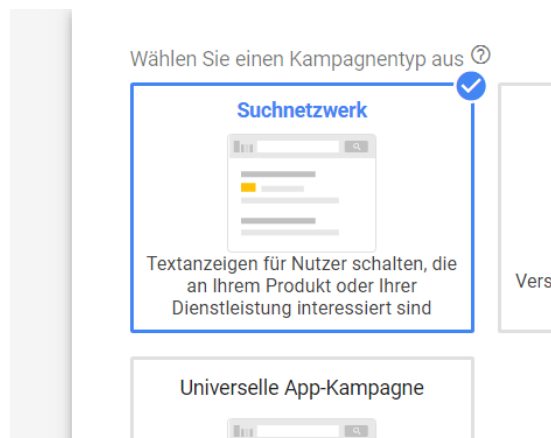 Wählen Sie einen Kampagnentyp aus
Suchnetzwerk
Textanzeigen für Nutzer schalten, die
an Ihrem Produkt oder Ihrer
Dienstleistung interessiert sind
Vers
Universelle App-Kampagne